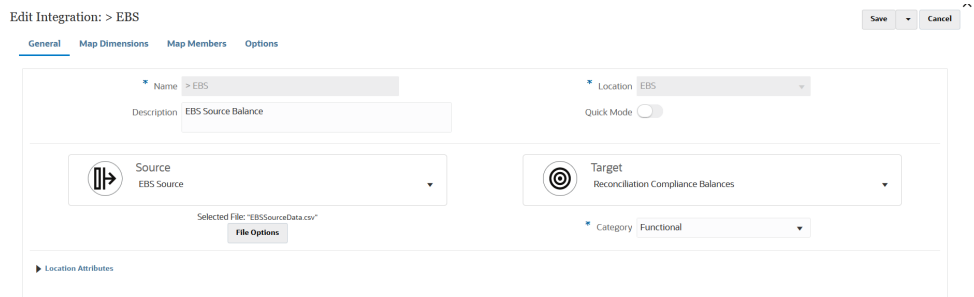 Edit Integration: > EBS
Save
Cancel
General
Map Dimensions
Map Members
Options
* Name > EBS
* Location EBS
Description EBS Source Balance
Quick Mode
Source
EBS Source
Target
Reconciliation Compliance Balances
Selected File: "EBSSourceData.csv"
File Options
* Category Functional
Location Attributes